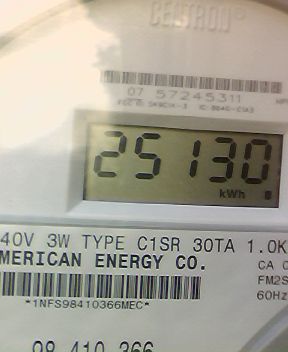 CENTRON®
07 57245311
25130
kWh
40V 3W TYPE C1SR 30TA 1.0K
MERICAN ENERGY CO.
CA 0
FM2S
60Hz
*1NFS98410366MEC*
98 410 366